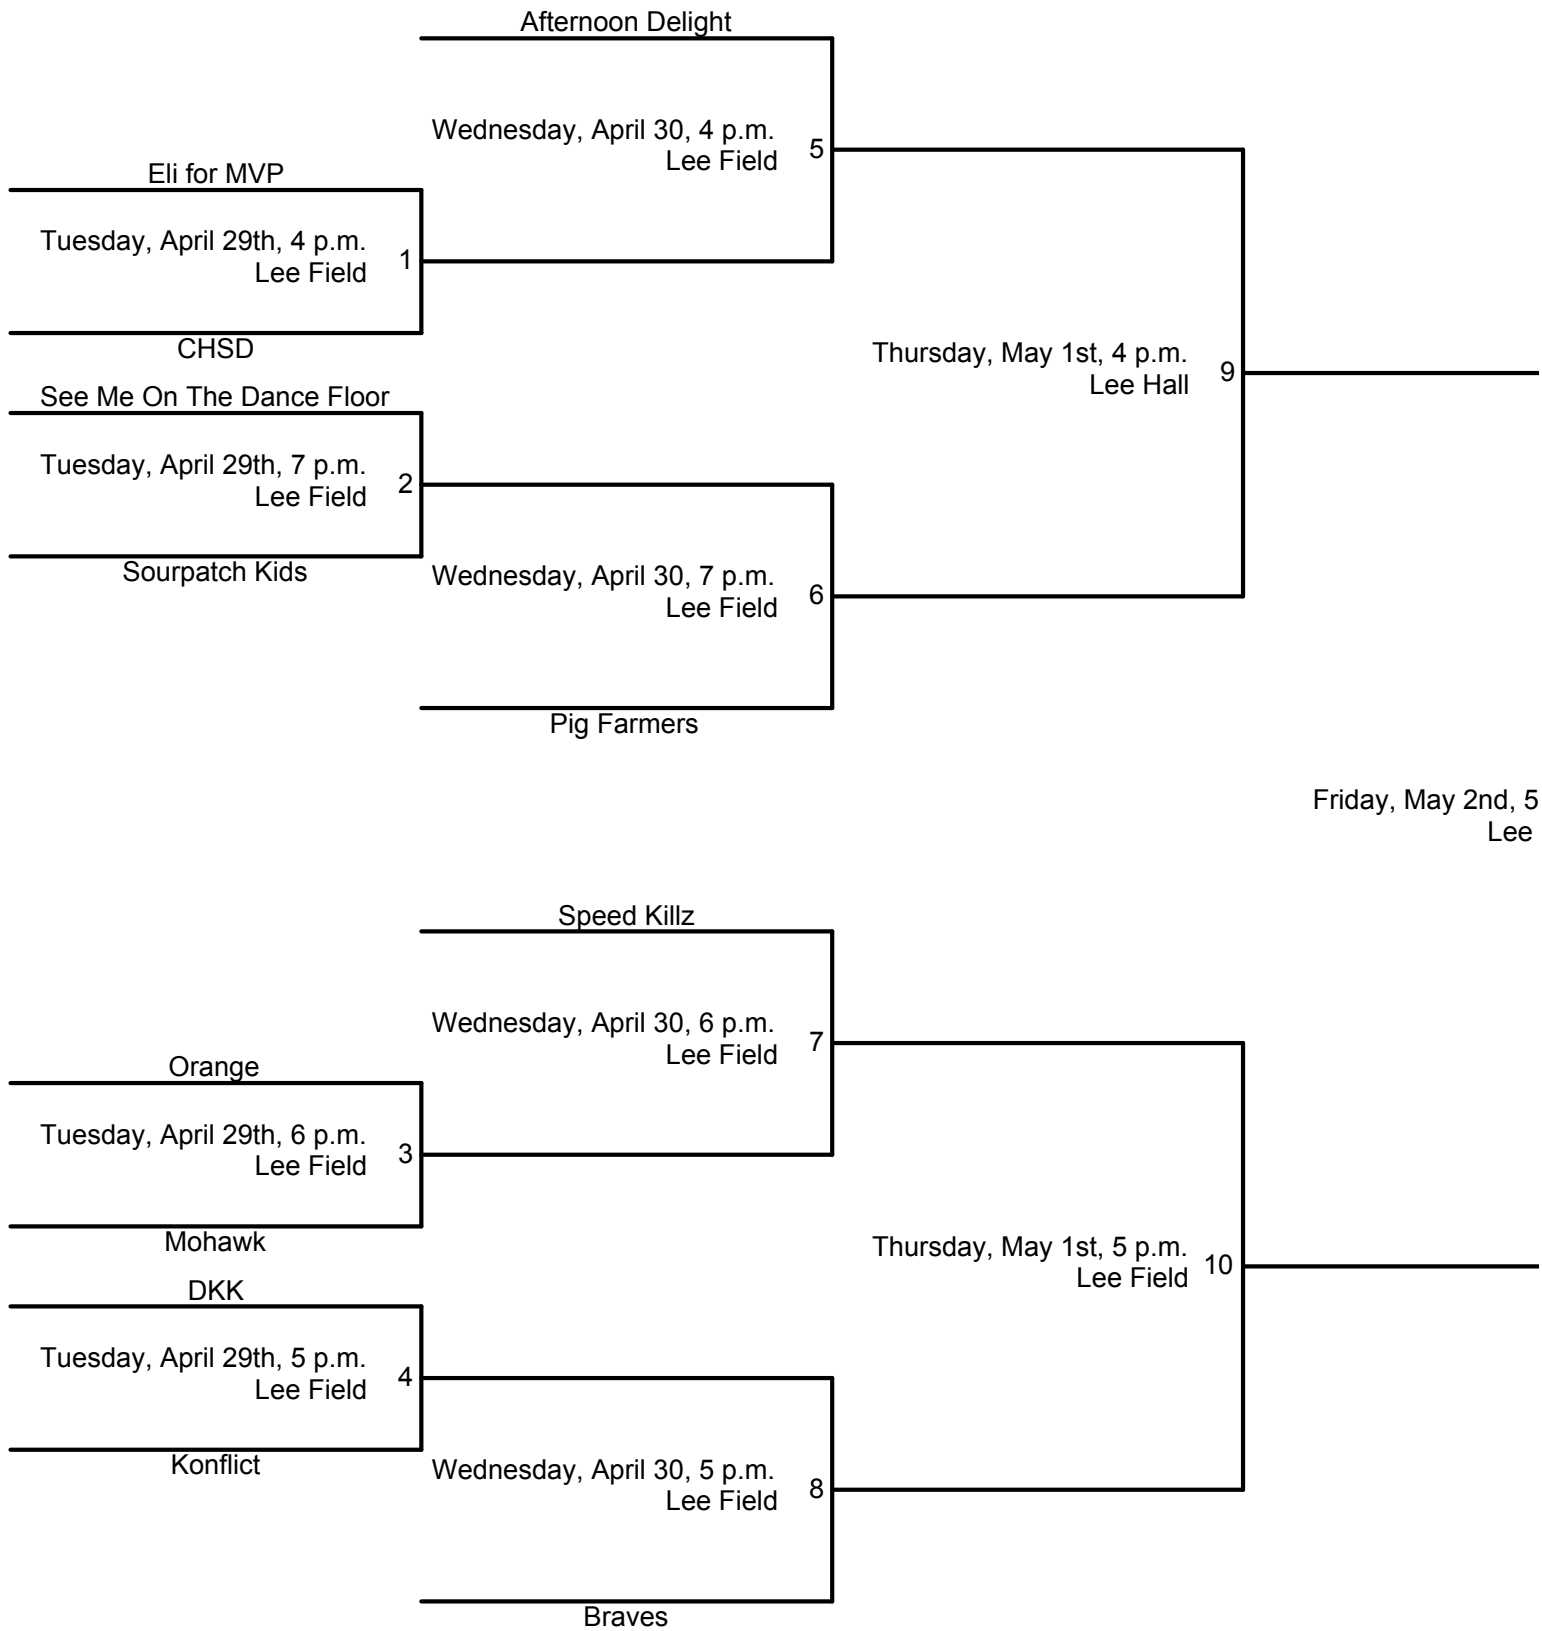 Afternoon Delight
Wednesday, April 30, 4 p.m.
Lee Field
5
Eli for MVP
Tuesday, April 29th, 4 p.m.
Lee Field
1
CHSD
Thursday, May 1st, 4 p.m.
Lee Hall
9
See Me On The Dance Floor
Tuesday, April 29th, 7 p.m.
Lee Field
2
Sourpatch Kids
Wednesday, April 30, 7 p.m.
Lee Field
6
Pig Farmers
Friday, May 2nd, 5
Lee
Speed Killz
Wednesday, April 30, 6 p.m.
Lee Field
7
Orange
Tuesday, April 29th, 6 p.m.
Lee Field
3
Mohawk
Thursday, May 1st, 5 p.m.
Lee Field
10
DKK
Tuesday, April 29th, 5 p.m.
Lee Field
4
Konflict
Wednesday, April 30, 5 p.m.
Lee Field
8
Braves